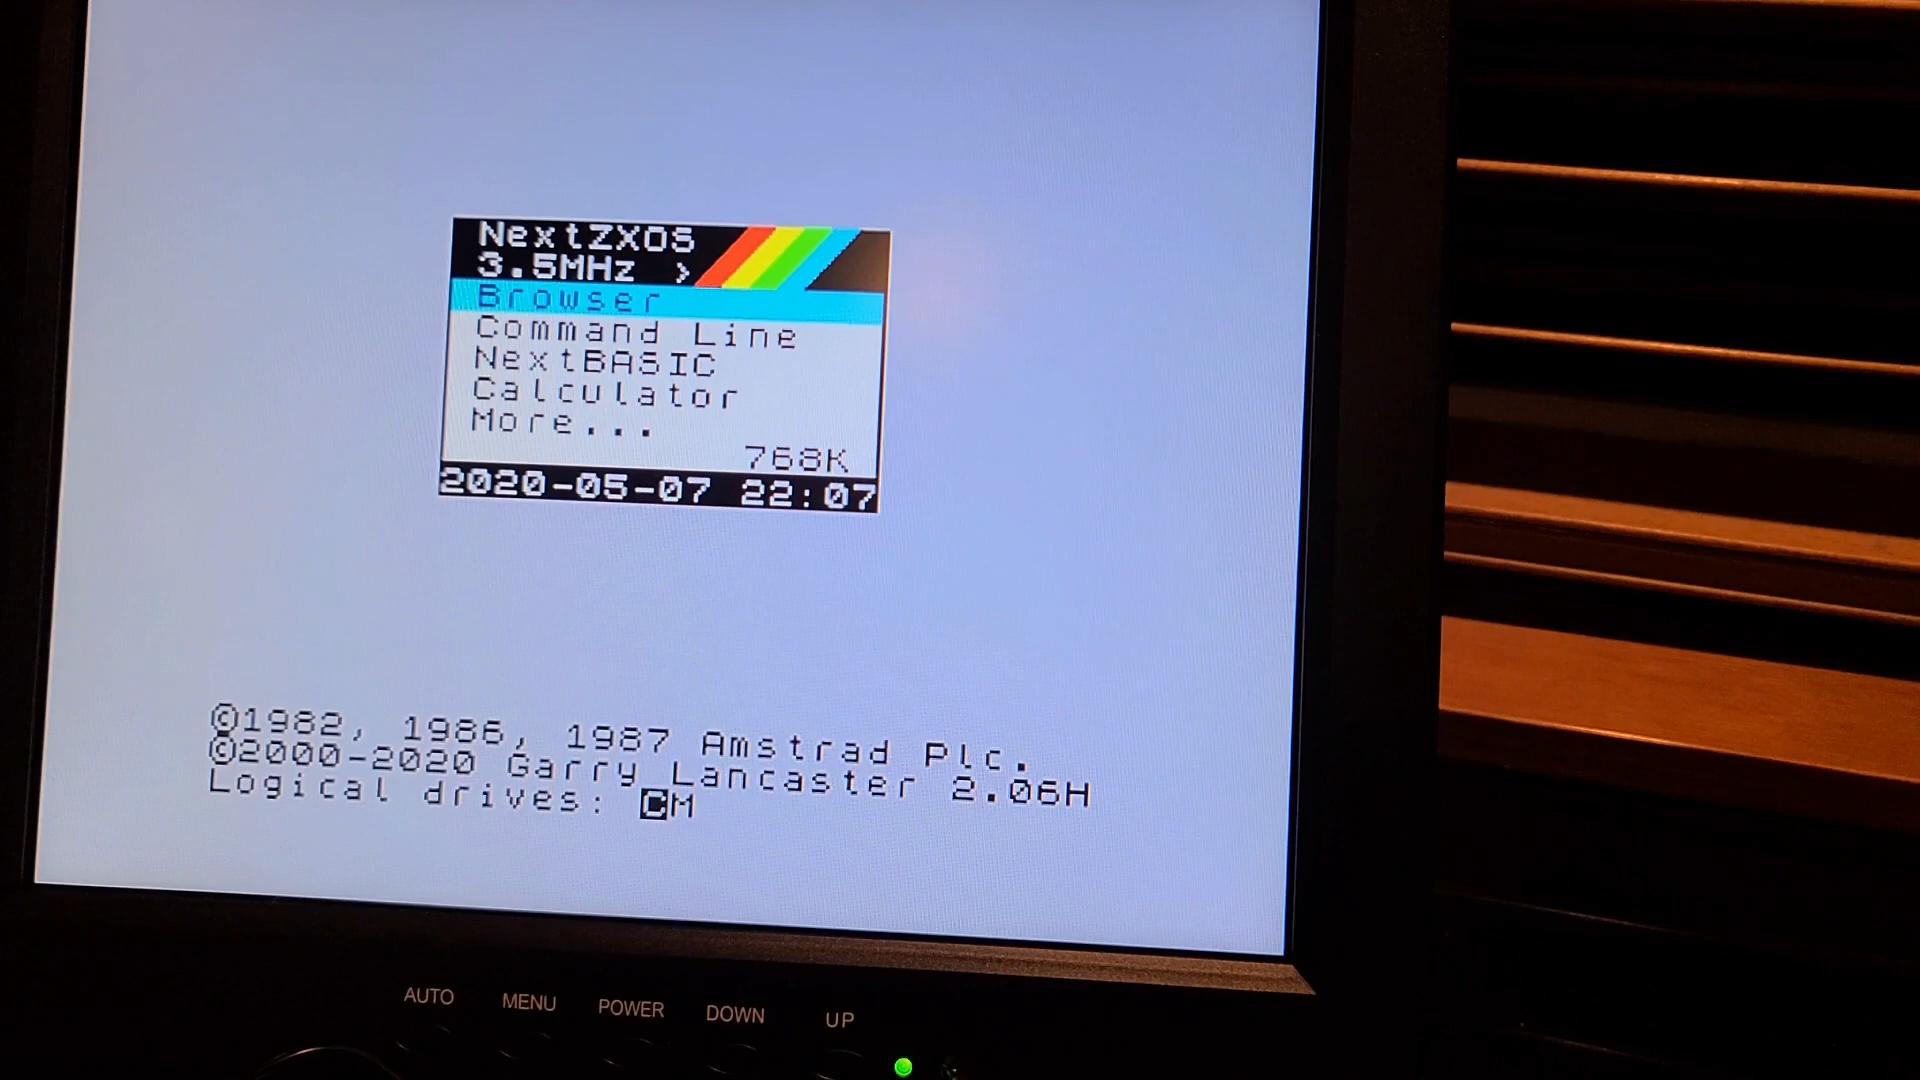 NextZXOS
3.5MHz >
Browser
Command Line
NextBASIC
Calculator
More...
768K
2020-05-07 22:07
©1982, 1986, 1987 Amstrad Plc.
©2000-2020 Garry Lancaster 2.06H
Logical drives: CM
AUTO MENU POWER DOWN UP